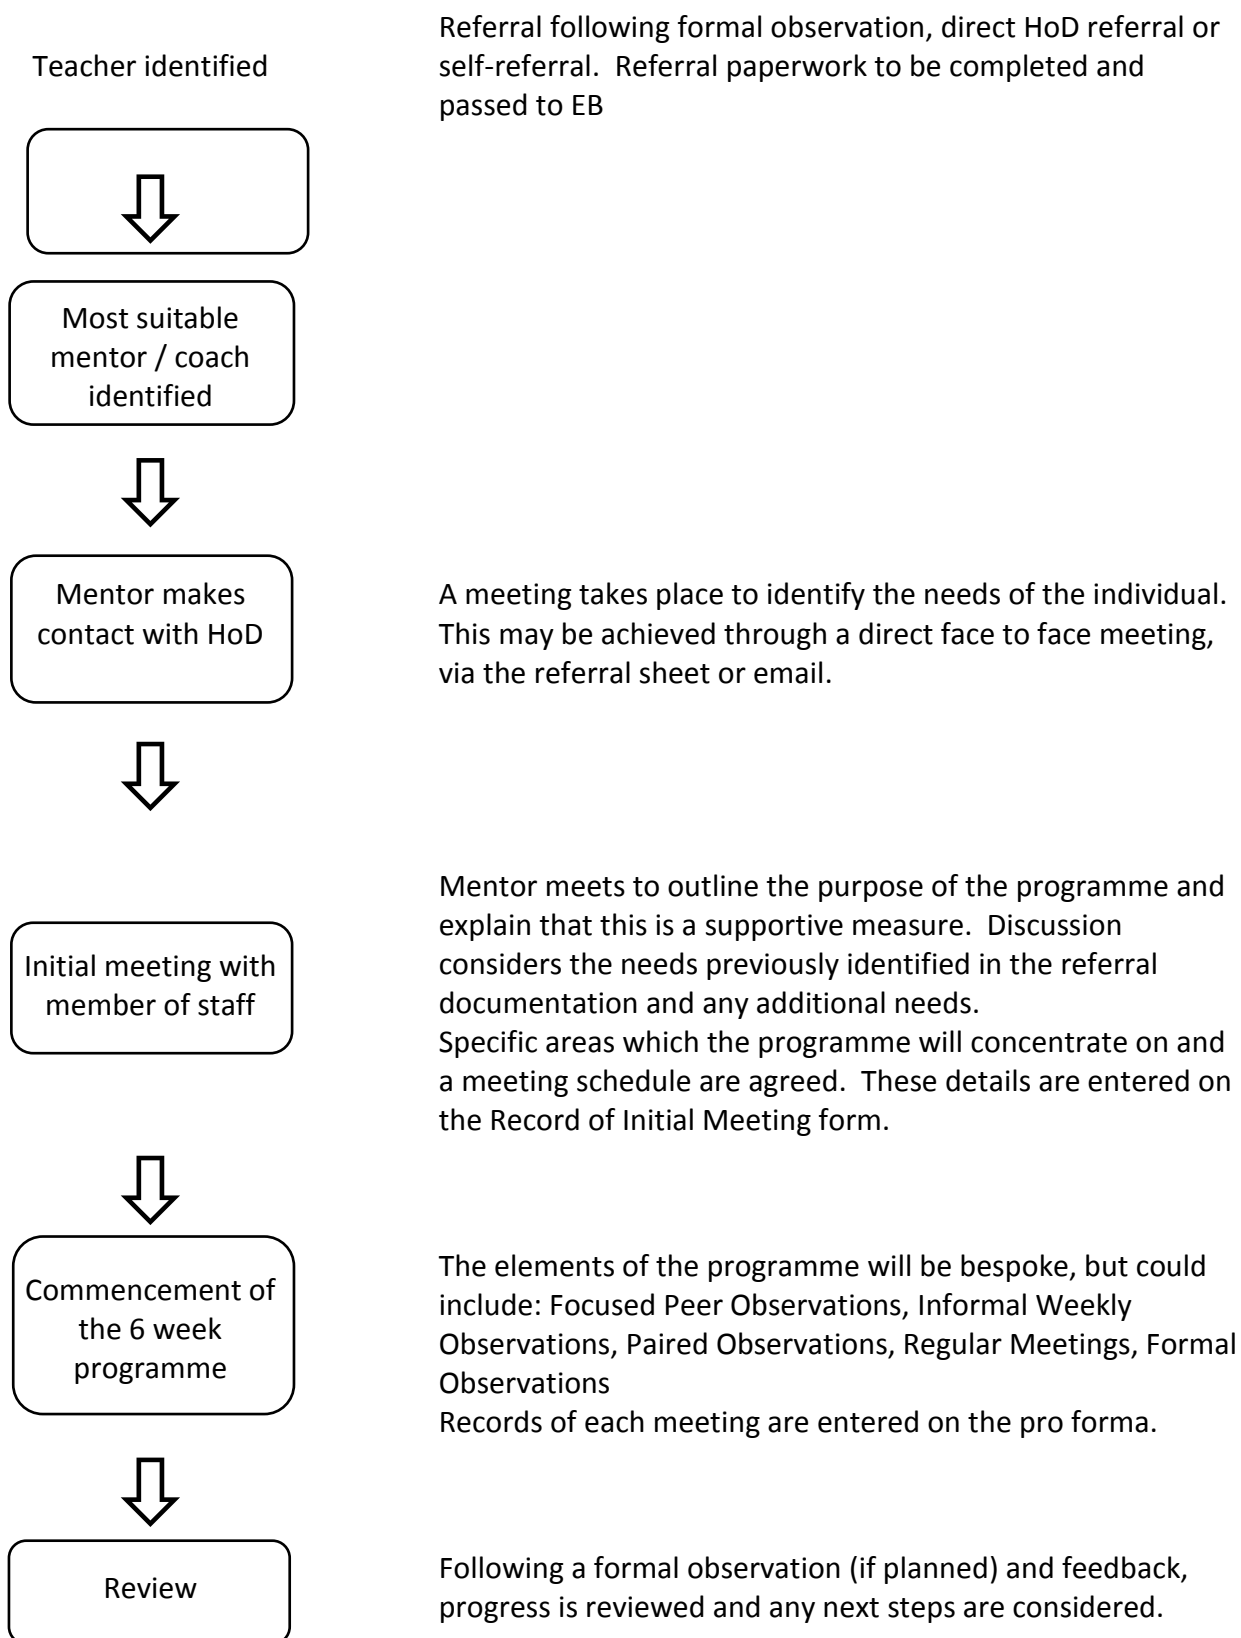 Teacher identified
Referral following formal observation, direct HoD referral or
self-referral.  Referral paperwork to be completed and
passed to EB
Most suitable
mentor / coach
identified
Mentor makes
contact with HoD
A meeting takes place to identify the needs of the individual.
This may be achieved through a direct face to face meeting,
via the referral sheet or email.
Initial meeting with
member of staff
Mentor meets to outline the purpose of the programme and
explain that this is a supportive measure.  Discussion
considers the needs previously identified in the referral
documentation and any additional needs.
Specific areas which the programme will concentrate on and
a meeting schedule are agreed.  These details are entered on
the Record of Initial Meeting form.
Commencement of
the 6 week
programme
The elements of the programme will be bespoke, but could
include: Focused Peer Observations, Informal Weekly
Observations, Paired Observations, Regular Meetings, Formal
Observations
Records of each meeting are entered on the pro forma.
Review
Following a formal observation (if planned) and feedback,
progress is reviewed and any next steps are considered.